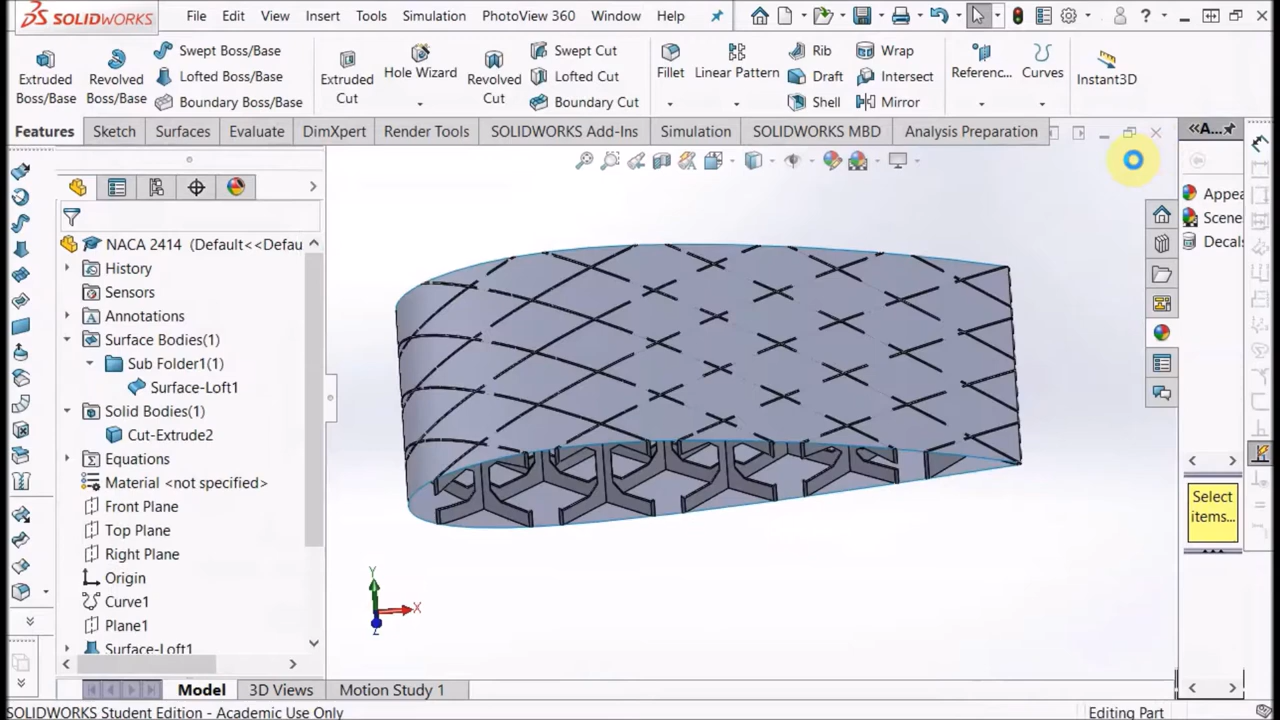 SOLIDWORKS File Edit View Insert Tools Simulation PhotoView 360 Window Help
Extruded Boss/Base
Revolved Boss/Base
Swept Boss/Base
Lofted Boss/Base
Boundary Boss/Base
Extruded Cut
Hole Wizard
Revolved Cut
Swept Cut
Lofted Cut
Boundary Cut
Fillet
Linear Pattern
Rib
Draft
Shell
Wrap
Intersect
Mirror
Referenc...
Curves
Instant3D
Features Sketch Surfaces Evaluate DimXpert Render Tools SOLIDWORKS Add-Ins Simulation SOLIDWORKS MBD Analysis Preparation
«A...
NACA 2414 (Default<<Defau
History
Sensors
Annotations
Surface Bodies(1)
Sub Folder1(1)
Surface-Loft1
Solid Bodies(1)
Cut-Extrude2
Equations
Material <not specified>
Front Plane
Top Plane
Right Plane
Origin
Curve1
Plane1
Surface-Loft1
Y
X
Z
Appea
Scene
Decals
Select
items...
Model 3D Views Motion Study 1
SOLIDWORKS Student Edition - Academic Use Only Editing Part